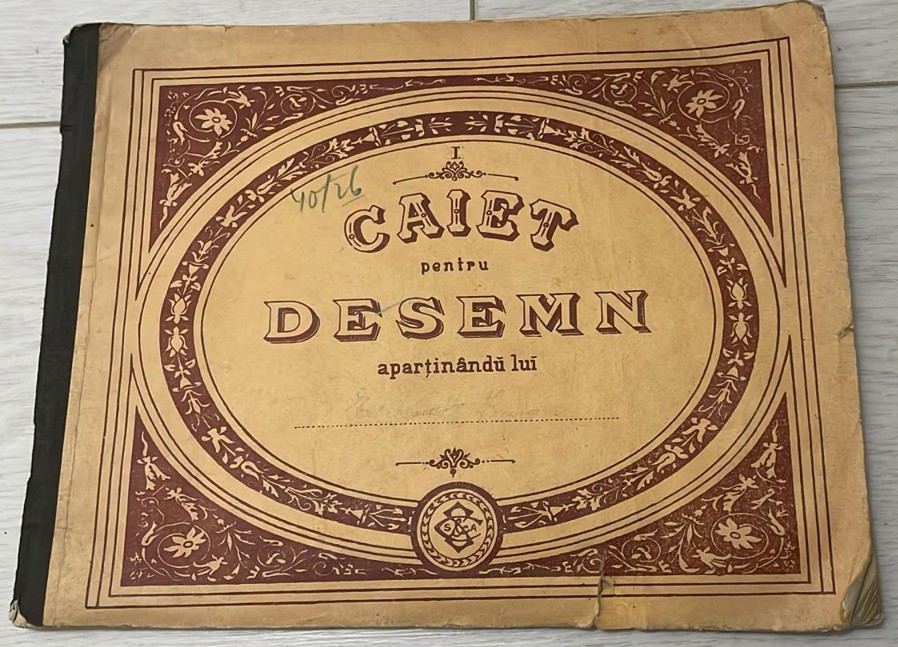 I.
40/26
CAIET
pentru
DESEMN
aparținândŭ luĭ